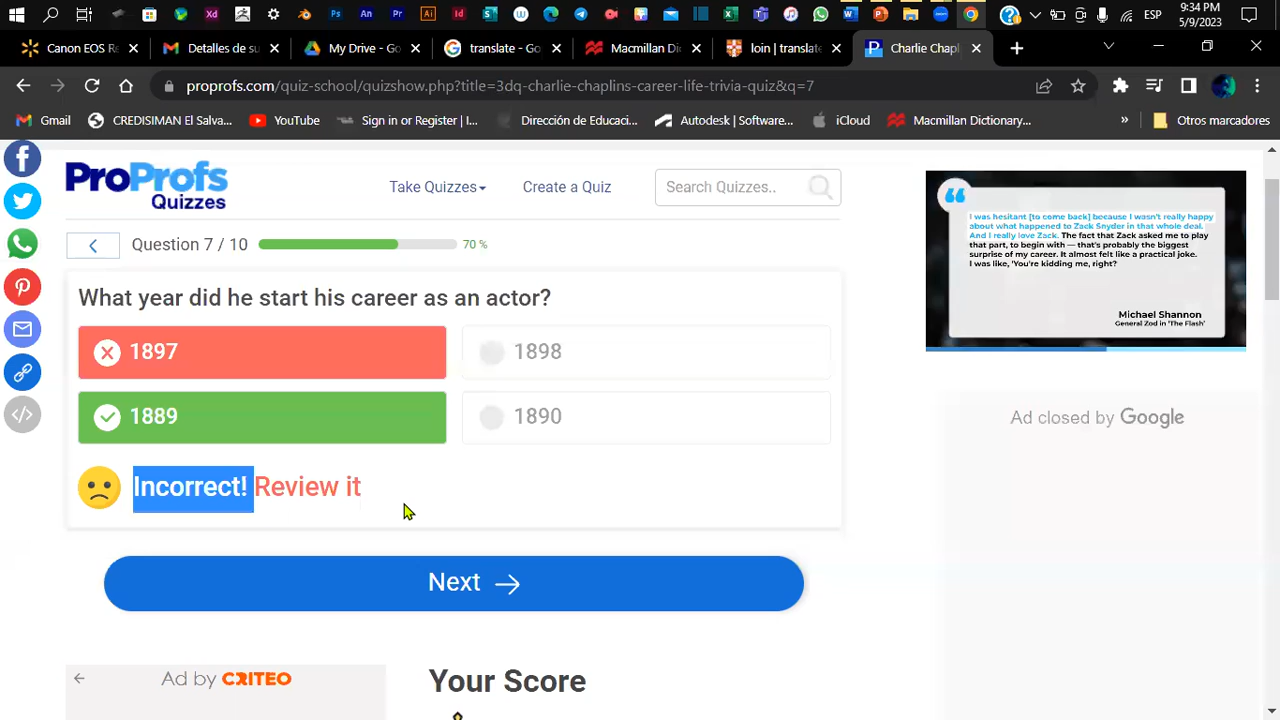 9:34 PM
ESP
5/9/2023
Canon EOS Re
Detalles de su
My Drive - Go
translate - Go
Macmillan Dic
loin | translate
Charlie Chapl
proprofs.com/quiz-school/quizshow.php?title=3dq-charlie-chaplins-career-life-trivia-quiz&q=7
Gmail
CREDISIMAN El Salva...
YouTube
Sign in or Register | I...
Dirección de Educaci...
Autodesk | Software...
iCloud
Macmillan Dictionary...
»
Otros marcadores
ProProfs
Quizzes
Take Quizzes
Create a Quiz
Search Quizzes..
Question 7 / 10
70 %
What year did he start his career as an actor?
1897
1898
1889
1890
Incorrect! Review it
Next →
Ad by CRITEO
Your Score
I was hesitant [to come back] because I wasn't really happy
about what happened to Zack Snyder in that whole deal.
And I really love Zack. The fact that Zack asked me to play
that part, to begin with — that's probably the biggest
surprise of my career. It almost felt like a practical joke.
I was like, 'You're kidding me, right?
Michael Shannon
General Zod in 'The Flash'
Ad closed by Google